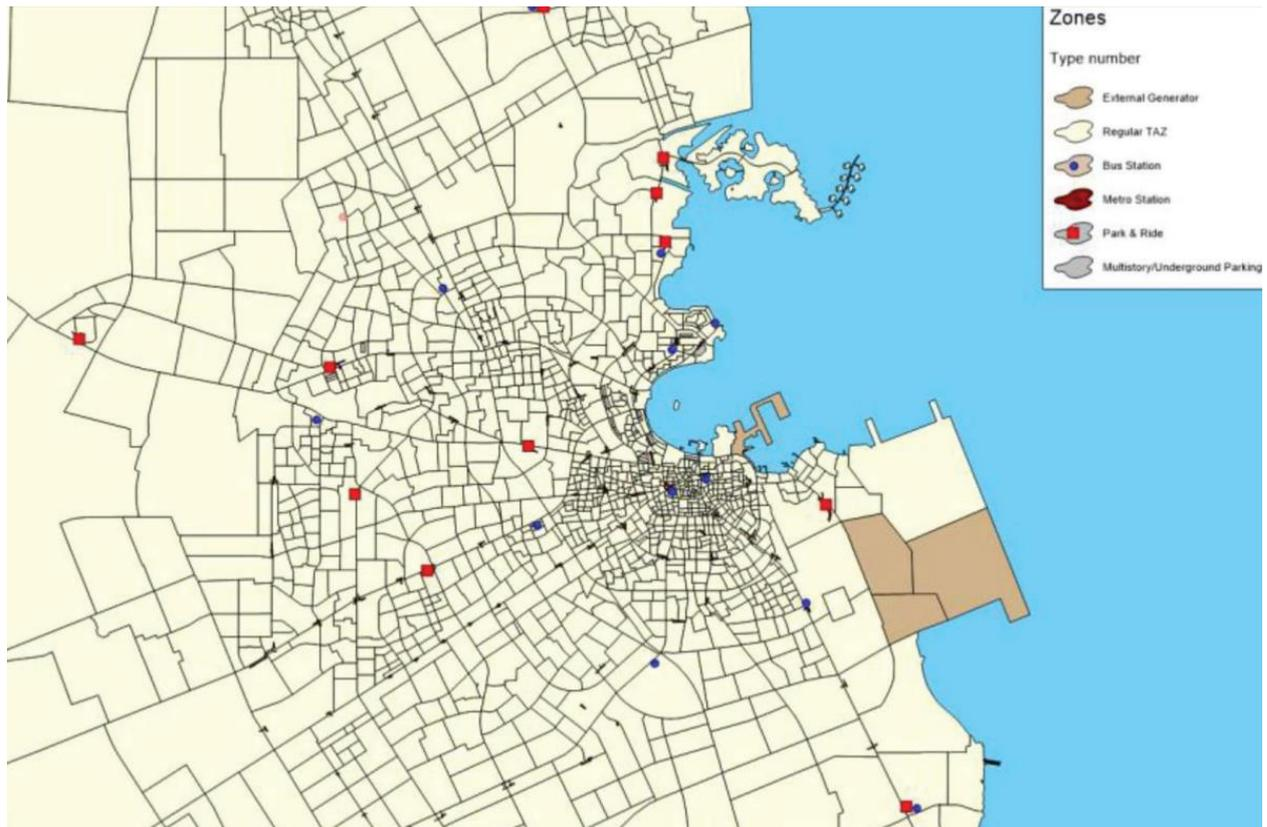 Zones
Type number
External Generator
Regular TAZ
Bus Station
Metro Station
Park & Ride
Multistory/Underground Parking